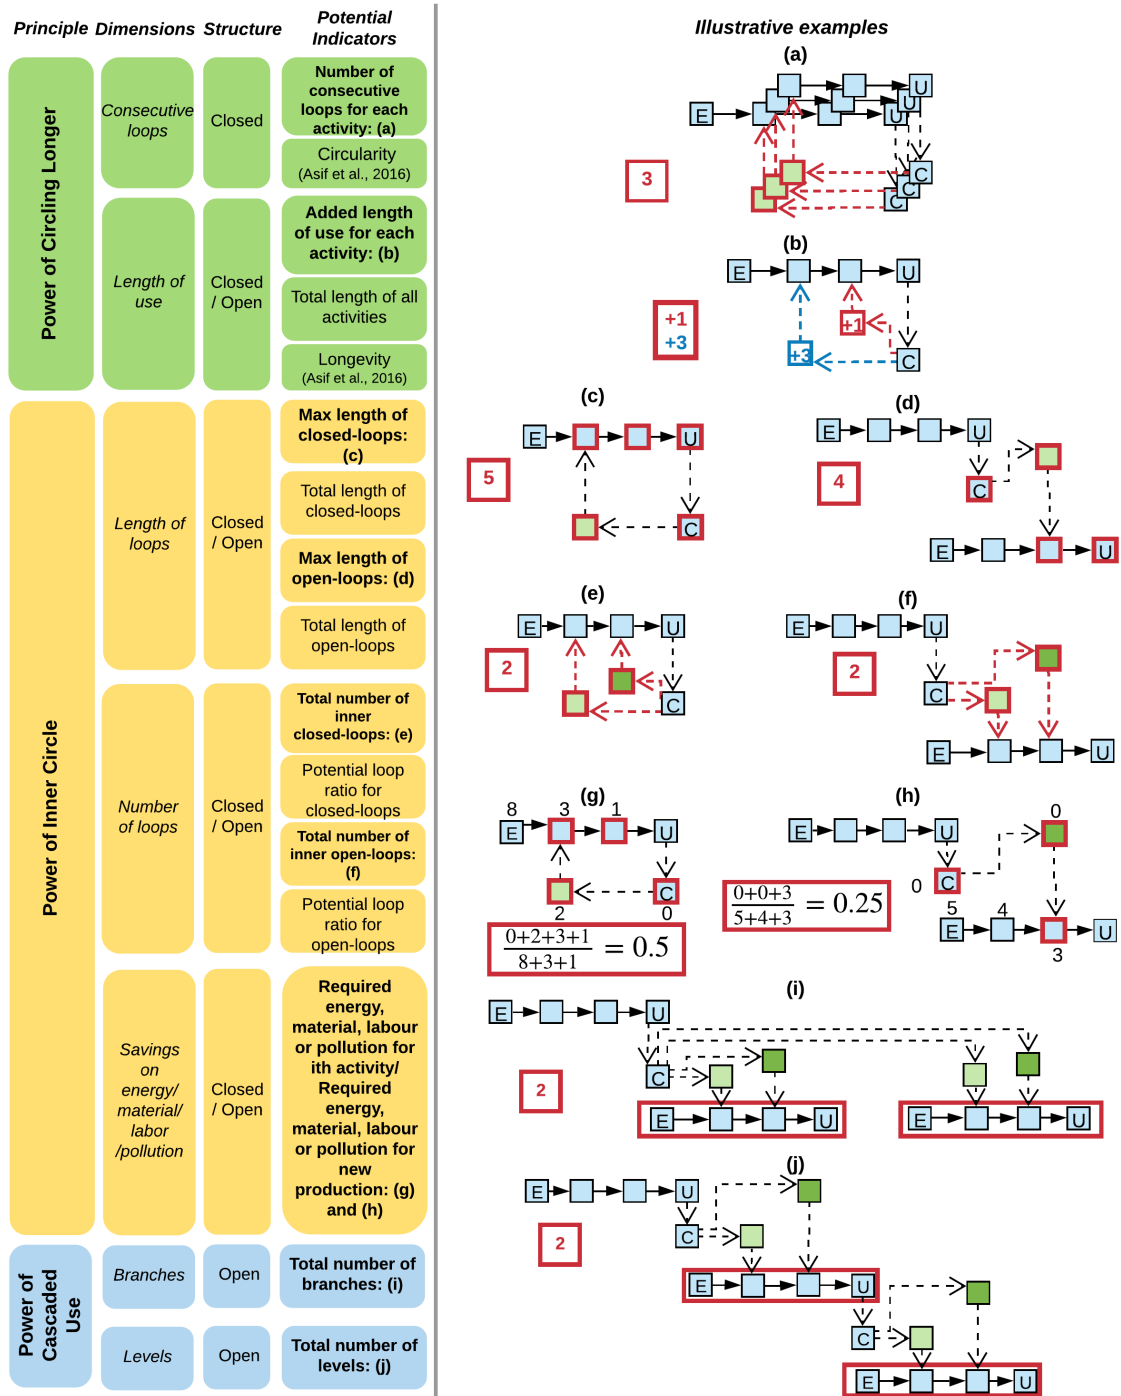 Principle Dimensions Structure Potential
Indicators
Power of Circling Longer
Consecutive
loops
Closed
Number of
consecutive
loops for each
activity: (a)
Circularity
(Asif et al., 2016)
Length of
use
Closed
/ Open
Added length
of use for each
activity: (b)
Total length of all
activities
Longevity
(Asif et al., 2016)
Power of Inner Circle
Length of
loops
Closed
/ Open
Max length of
closed-loops:
(c)
Total length of
closed-loops
Max length of
open-loops: (d)
Total length of
open-loops
Number
of loops
Closed
/ Open
Total number of
inner
closed-loops: (e)
Potential loop
ratio for
closed-loops
Total number of
inner open-loops:
(f)
Potential loop
ratio for
open-loops
Savings
on
energy/
material/
labor
/pollution
Closed
/ Open
Required
energy,
material, labour
or pollution for
ith activity/
Required
energy,
material, labour
or pollution for
new
production: (g)
and (h)
Power of
Cascaded
Use
Branches
Open
Total number of
branches: (i)
Levels
Open
Total number of
levels: (j)
Illustrative examples
(a)
U
U
E U
3
C
C
C
(b)
E U
+1
+3
+1
+3 C
(c)
E U
5
C
(d)
E U
4
C
E U
(e)
E U
2
C
(f)
E U
2
C
E U
(g)
8 3 1
E U
C
2 0
0+2+3+1
8+3+1
= 0.5
(h)
0
E U
0 C
0+0+3
5+4+3
= 0.25
5 4
E U
3
(i)
E U
C
2
E U E U
(j)
E U
C
2
E U
C
E U